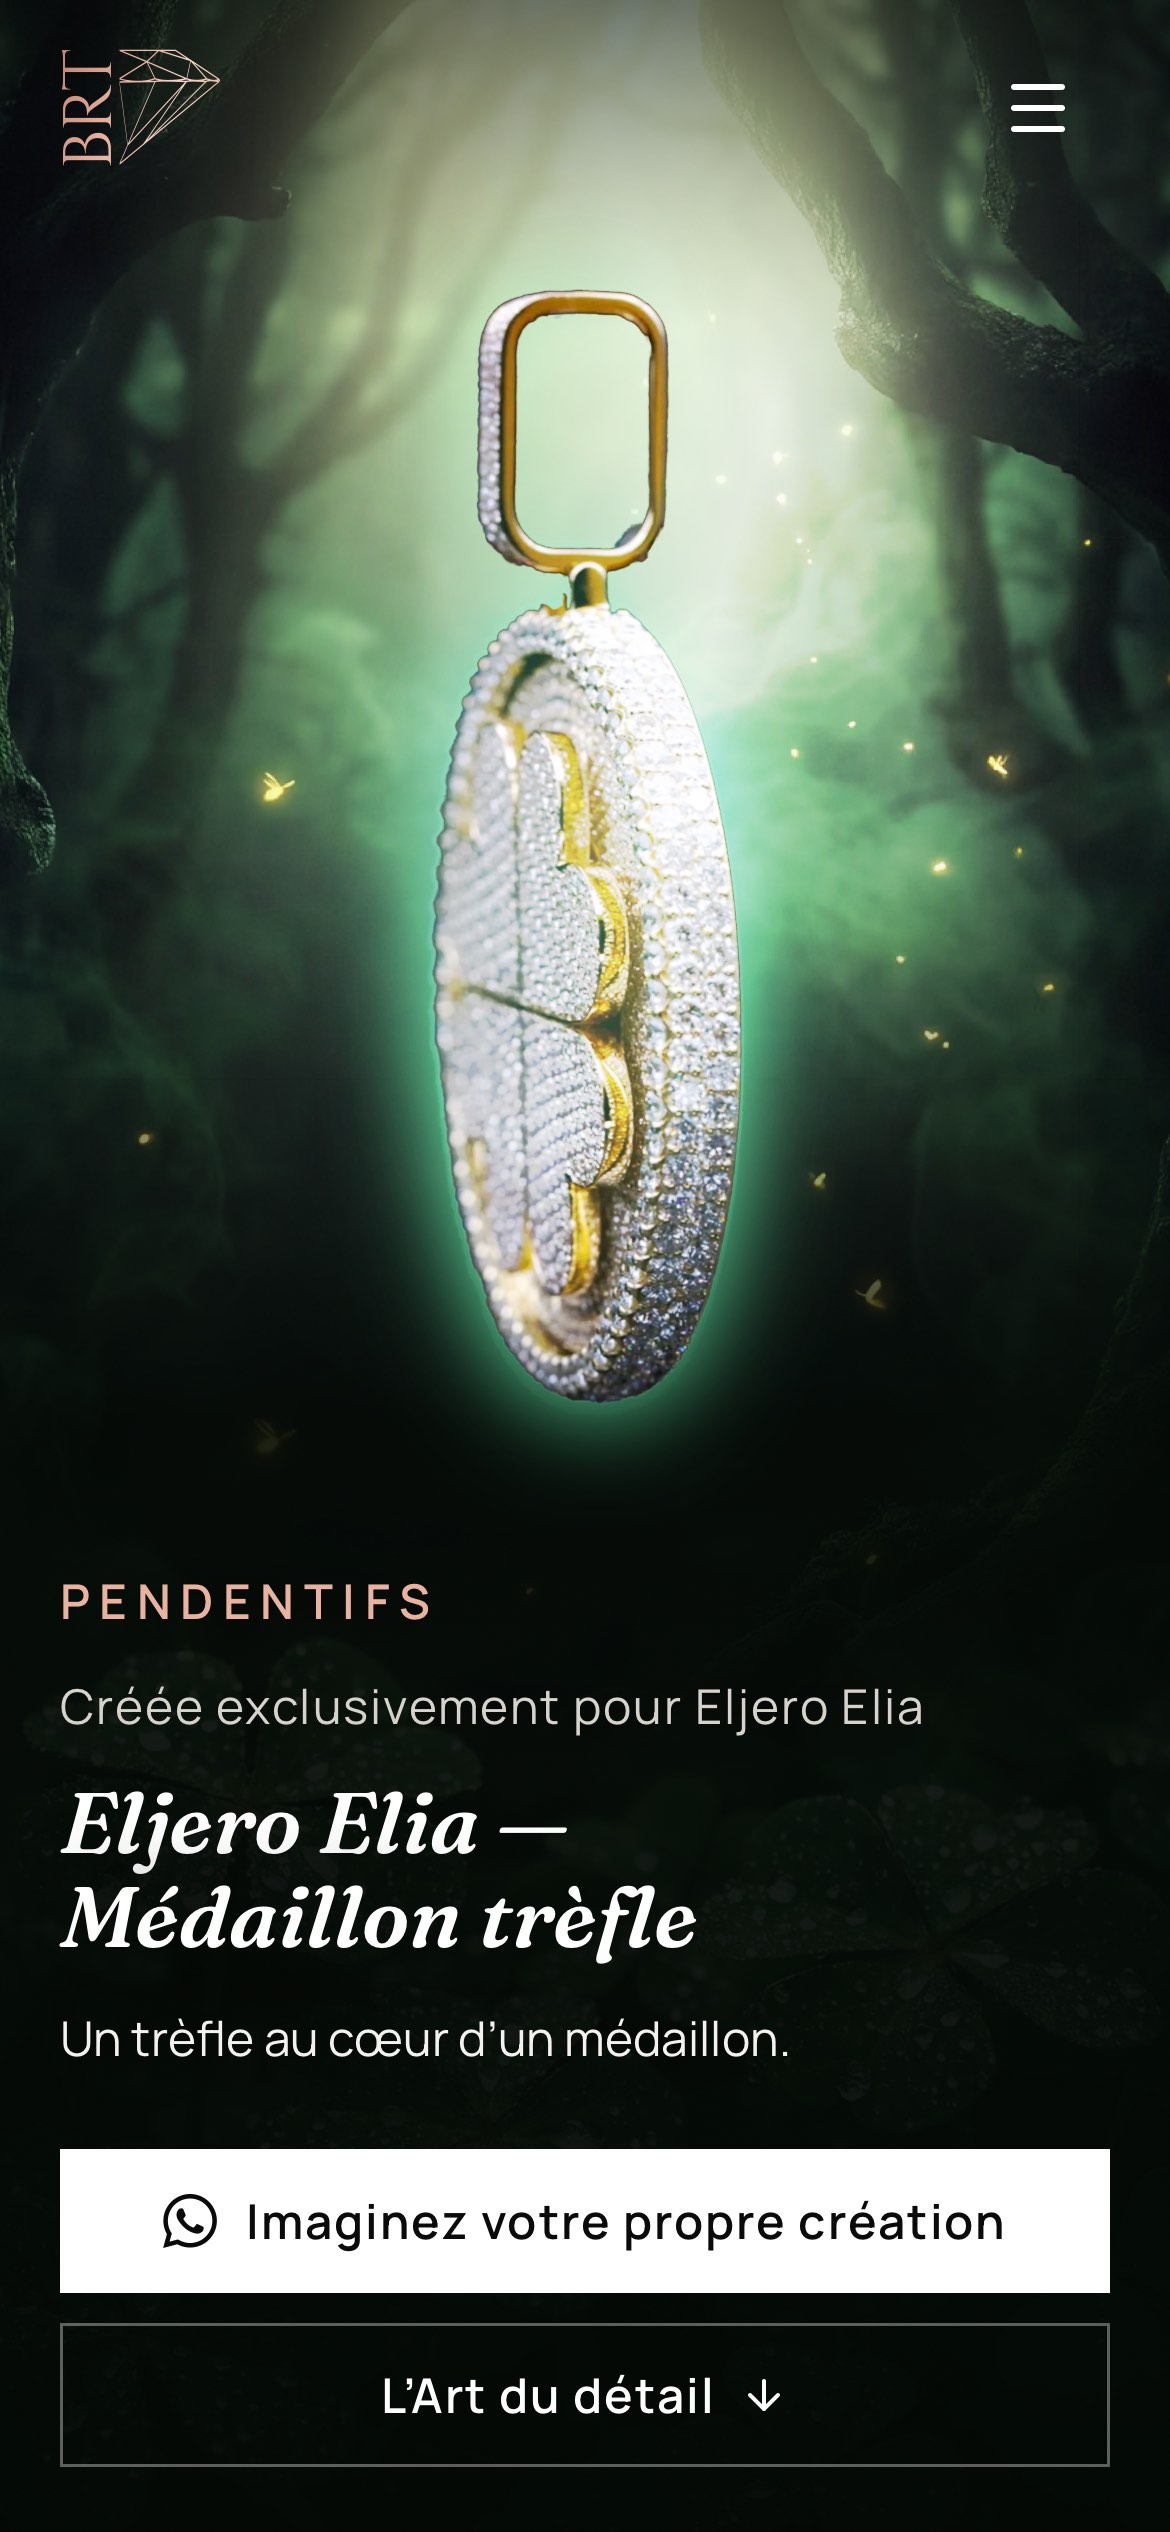 BRT
PENDENTIFS
Créée exclusivement pour Eljero Elia
Eljero Elia —
Médaillon trèfle
Un trèfle au cœur d’un médaillon.
Imaginez votre propre création
L’Art du détail ↓